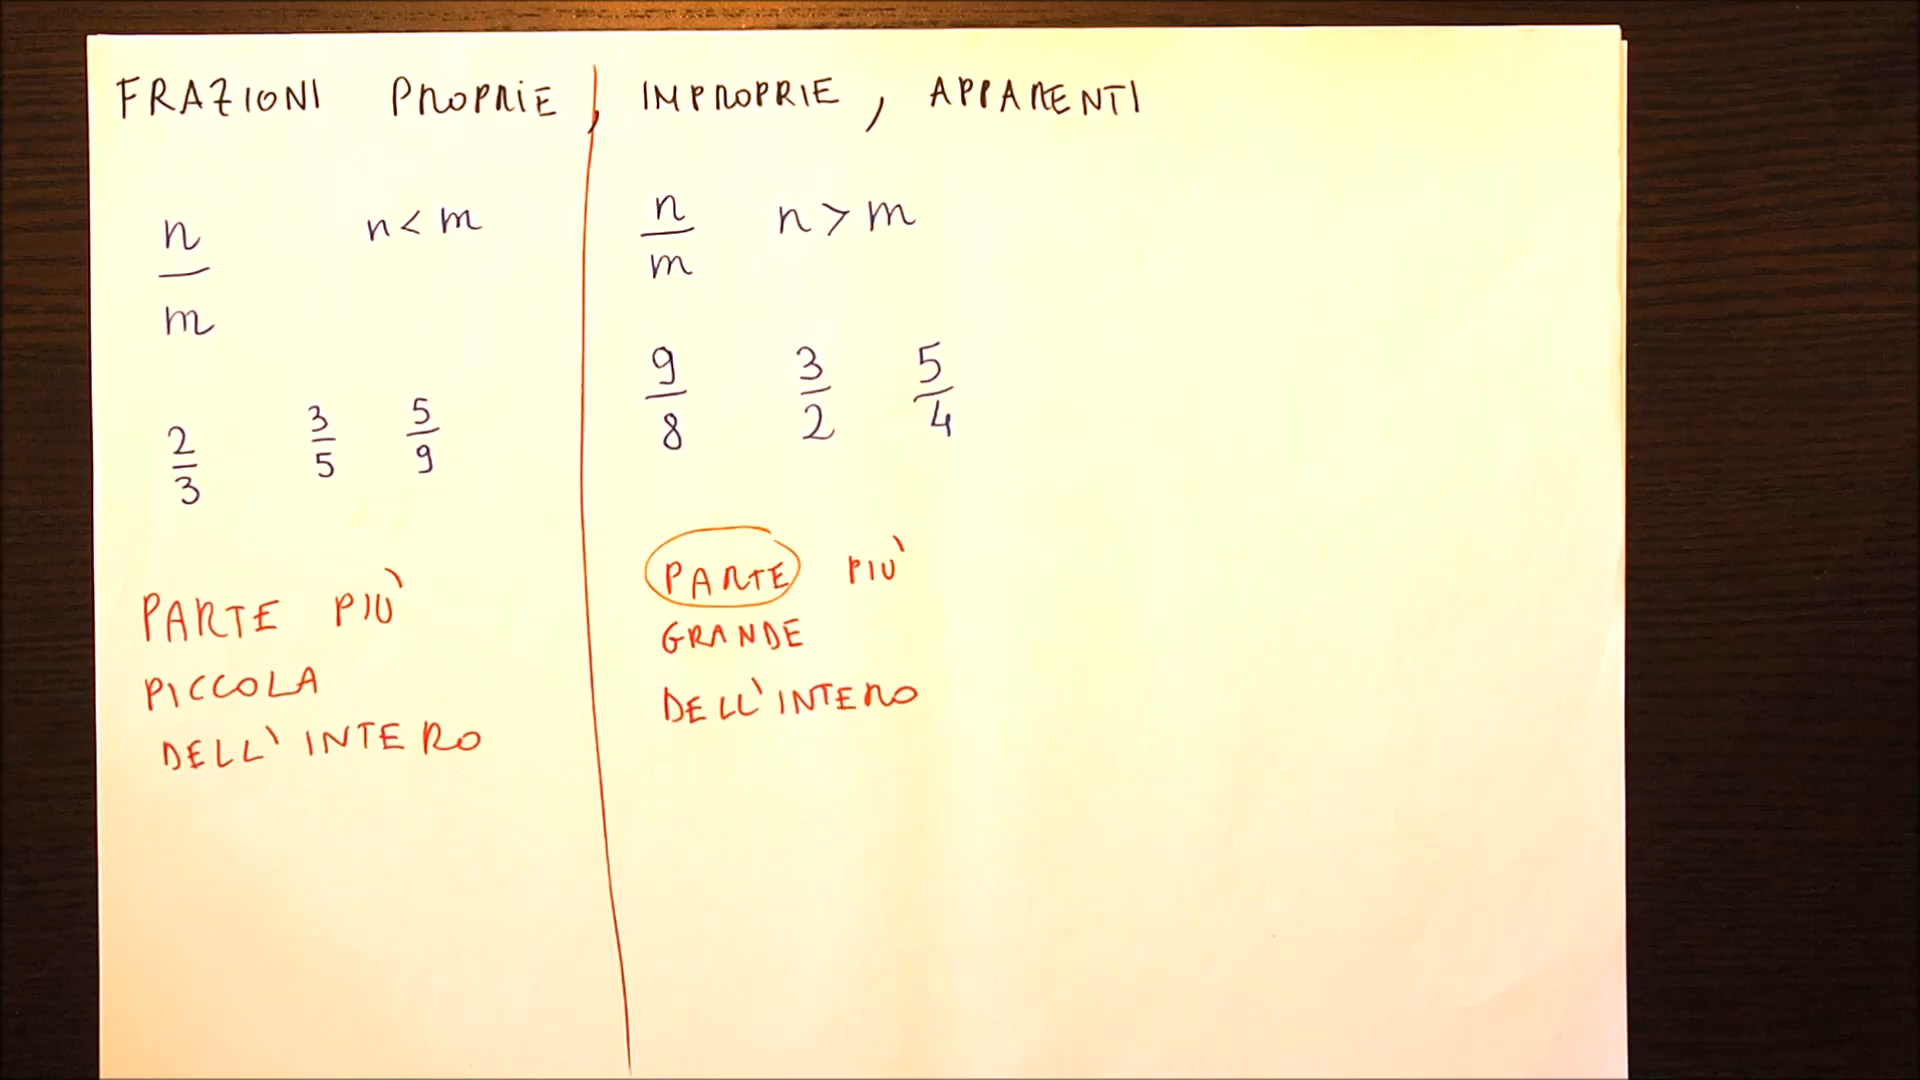 FRAZIONI PROPRIE, IMPROPRIE, APPARENTI
n/m n < m
2/3 3/5 5/9
PARTE PIÙ
PICCOLA
DELL'INTERO
n/m n > m
9/8 3/2 5/4
PARTE PIÙ
GRANDE
DELL'INTERO